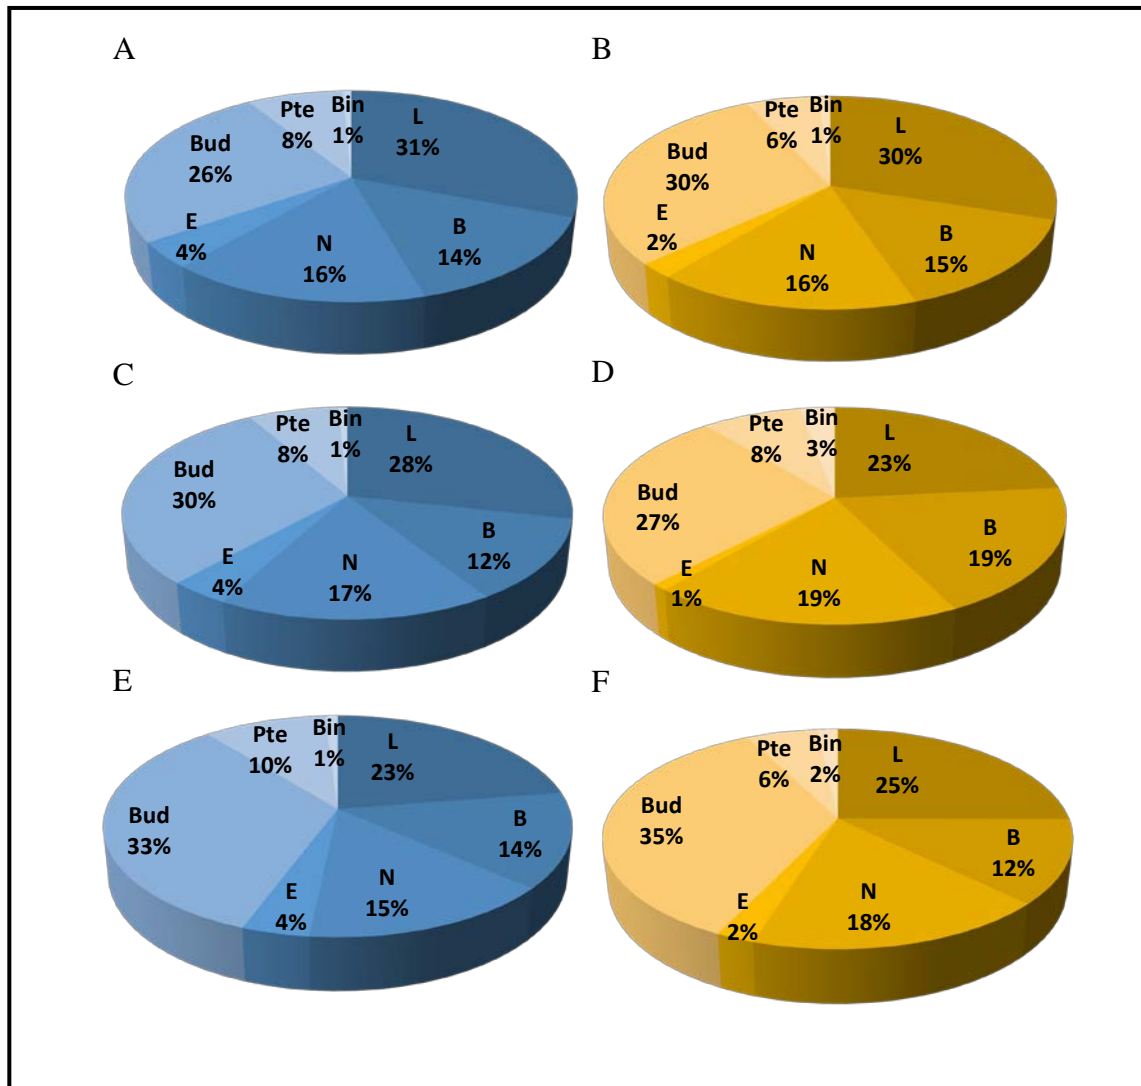 A
Pte
8%
Bin
1%
L
31%
Bud
26%
E
4%
N
16%
B
14%
B
Pte
6%
Bin
1%
L
30%
Bud
30%
E
2%
N
16%
B
15%
C
Pte
8%
Bin
1%
L
28%
Bud
30%
E
4%
N
17%
B
12%
D
Pte
8%
Bin
3%
L
23%
Bud
27%
E
1%
N
19%
B
19%
E
Pte
10%
Bin
1%
L
23%
Bud
33%
E
4%
N
15%
B
14%
F
Pte
6%
Bin
2%
L
25%
Bud
35%
E
2%
N
18%
B
12%